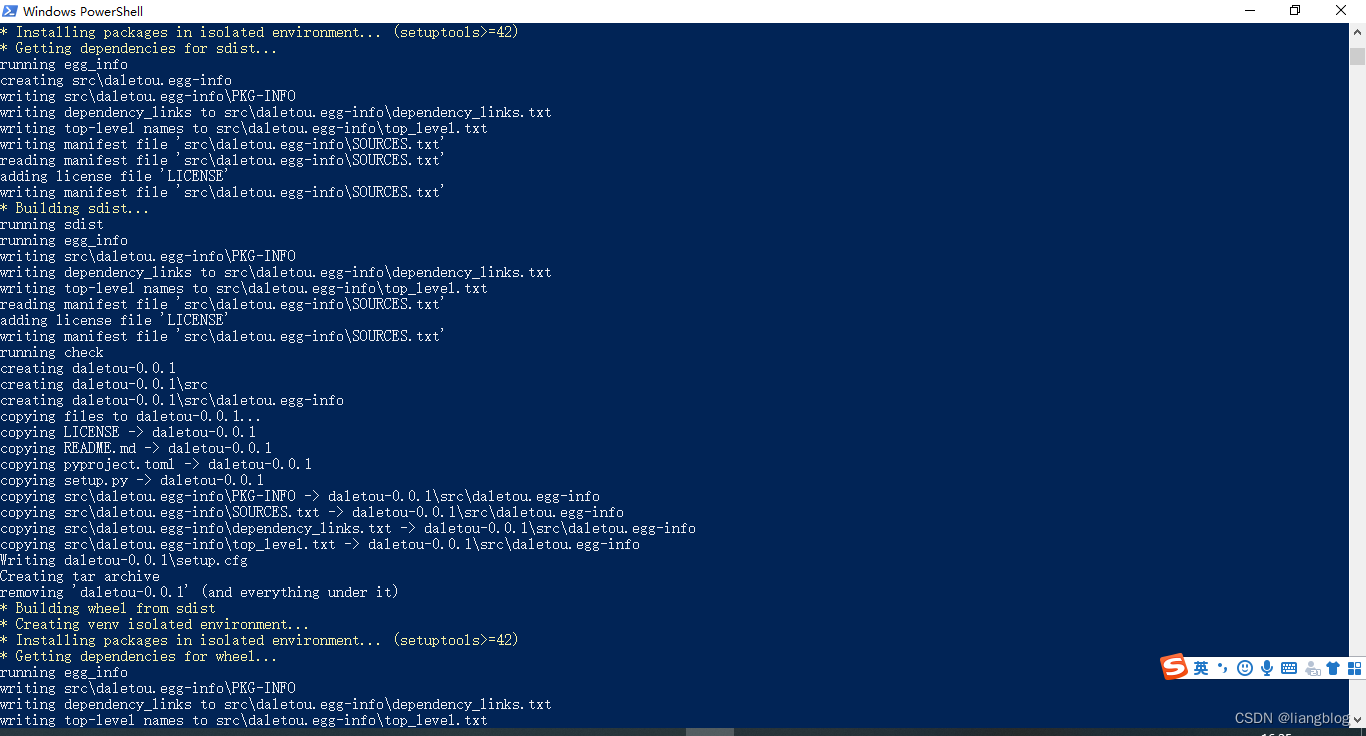 Windows PowerShell
* Installing packages in isolated environment... (setuptools>=42)
* Getting dependencies for sdist...
running egg_info
creating src\daletou.egg-info
writing src\daletou.egg-info\PKG-INFO
writing dependency_links to src\daletou.egg-info\dependency_links.txt
writing top-level names to src\daletou.egg-info\top_level.txt
writing manifest file 'src\daletou.egg-info\SOURCES.txt'
reading manifest file 'src\daletou.egg-info\SOURCES.txt'
adding license file 'LICENSE'
writing manifest file 'src\daletou.egg-info\SOURCES.txt'
* Building sdist...
running sdist
running egg_info
writing src\daletou.egg-info\PKG-INFO
writing dependency_links to src\daletou.egg-info\dependency_links.txt
writing top-level names to src\daletou.egg-info\top_level.txt
reading manifest file 'src\daletou.egg-info\SOURCES.txt'
adding license file 'LICENSE'
writing manifest file 'src\daletou.egg-info\SOURCES.txt'
running check
creating daletou-0.0.1
creating daletou-0.0.1\src
creating daletou-0.0.1\src\daletou.egg-info
copying files to daletou-0.0.1...
copying LICENSE -> daletou-0.0.1
copying README.md -> daletou-0.0.1
copying pyproject.toml -> daletou-0.0.1
copying setup.py -> daletou-0.0.1
copying src\daletou.egg-info\PKG-INFO -> daletou-0.0.1\src\daletou.egg-info
copying src\daletou.egg-info\SOURCES.txt -> daletou-0.0.1\src\daletou.egg-info
copying src\daletou.egg-info\dependency_links.txt -> daletou-0.0.1\src\daletou.egg-info
copying src\daletou.egg-info\top_level.txt -> daletou-0.0.1\src\daletou.egg-info
Writing daletou-0.0.1\setup.cfg
Creating tar archive
removing 'daletou-0.0.1' (and everything under it)
* Building wheel from sdist
* Creating venv isolated environment...
* Installing packages in isolated environment... (setuptools>=42)
* Getting dependencies for wheel...
running egg_info
writing src\daletou.egg-info\PKG-INFO
writing dependency_links to src\daletou.egg-info\dependency_links.txt
writing top-level names to src\daletou.egg-info\top_level.txt
英
CSDN @liangblog